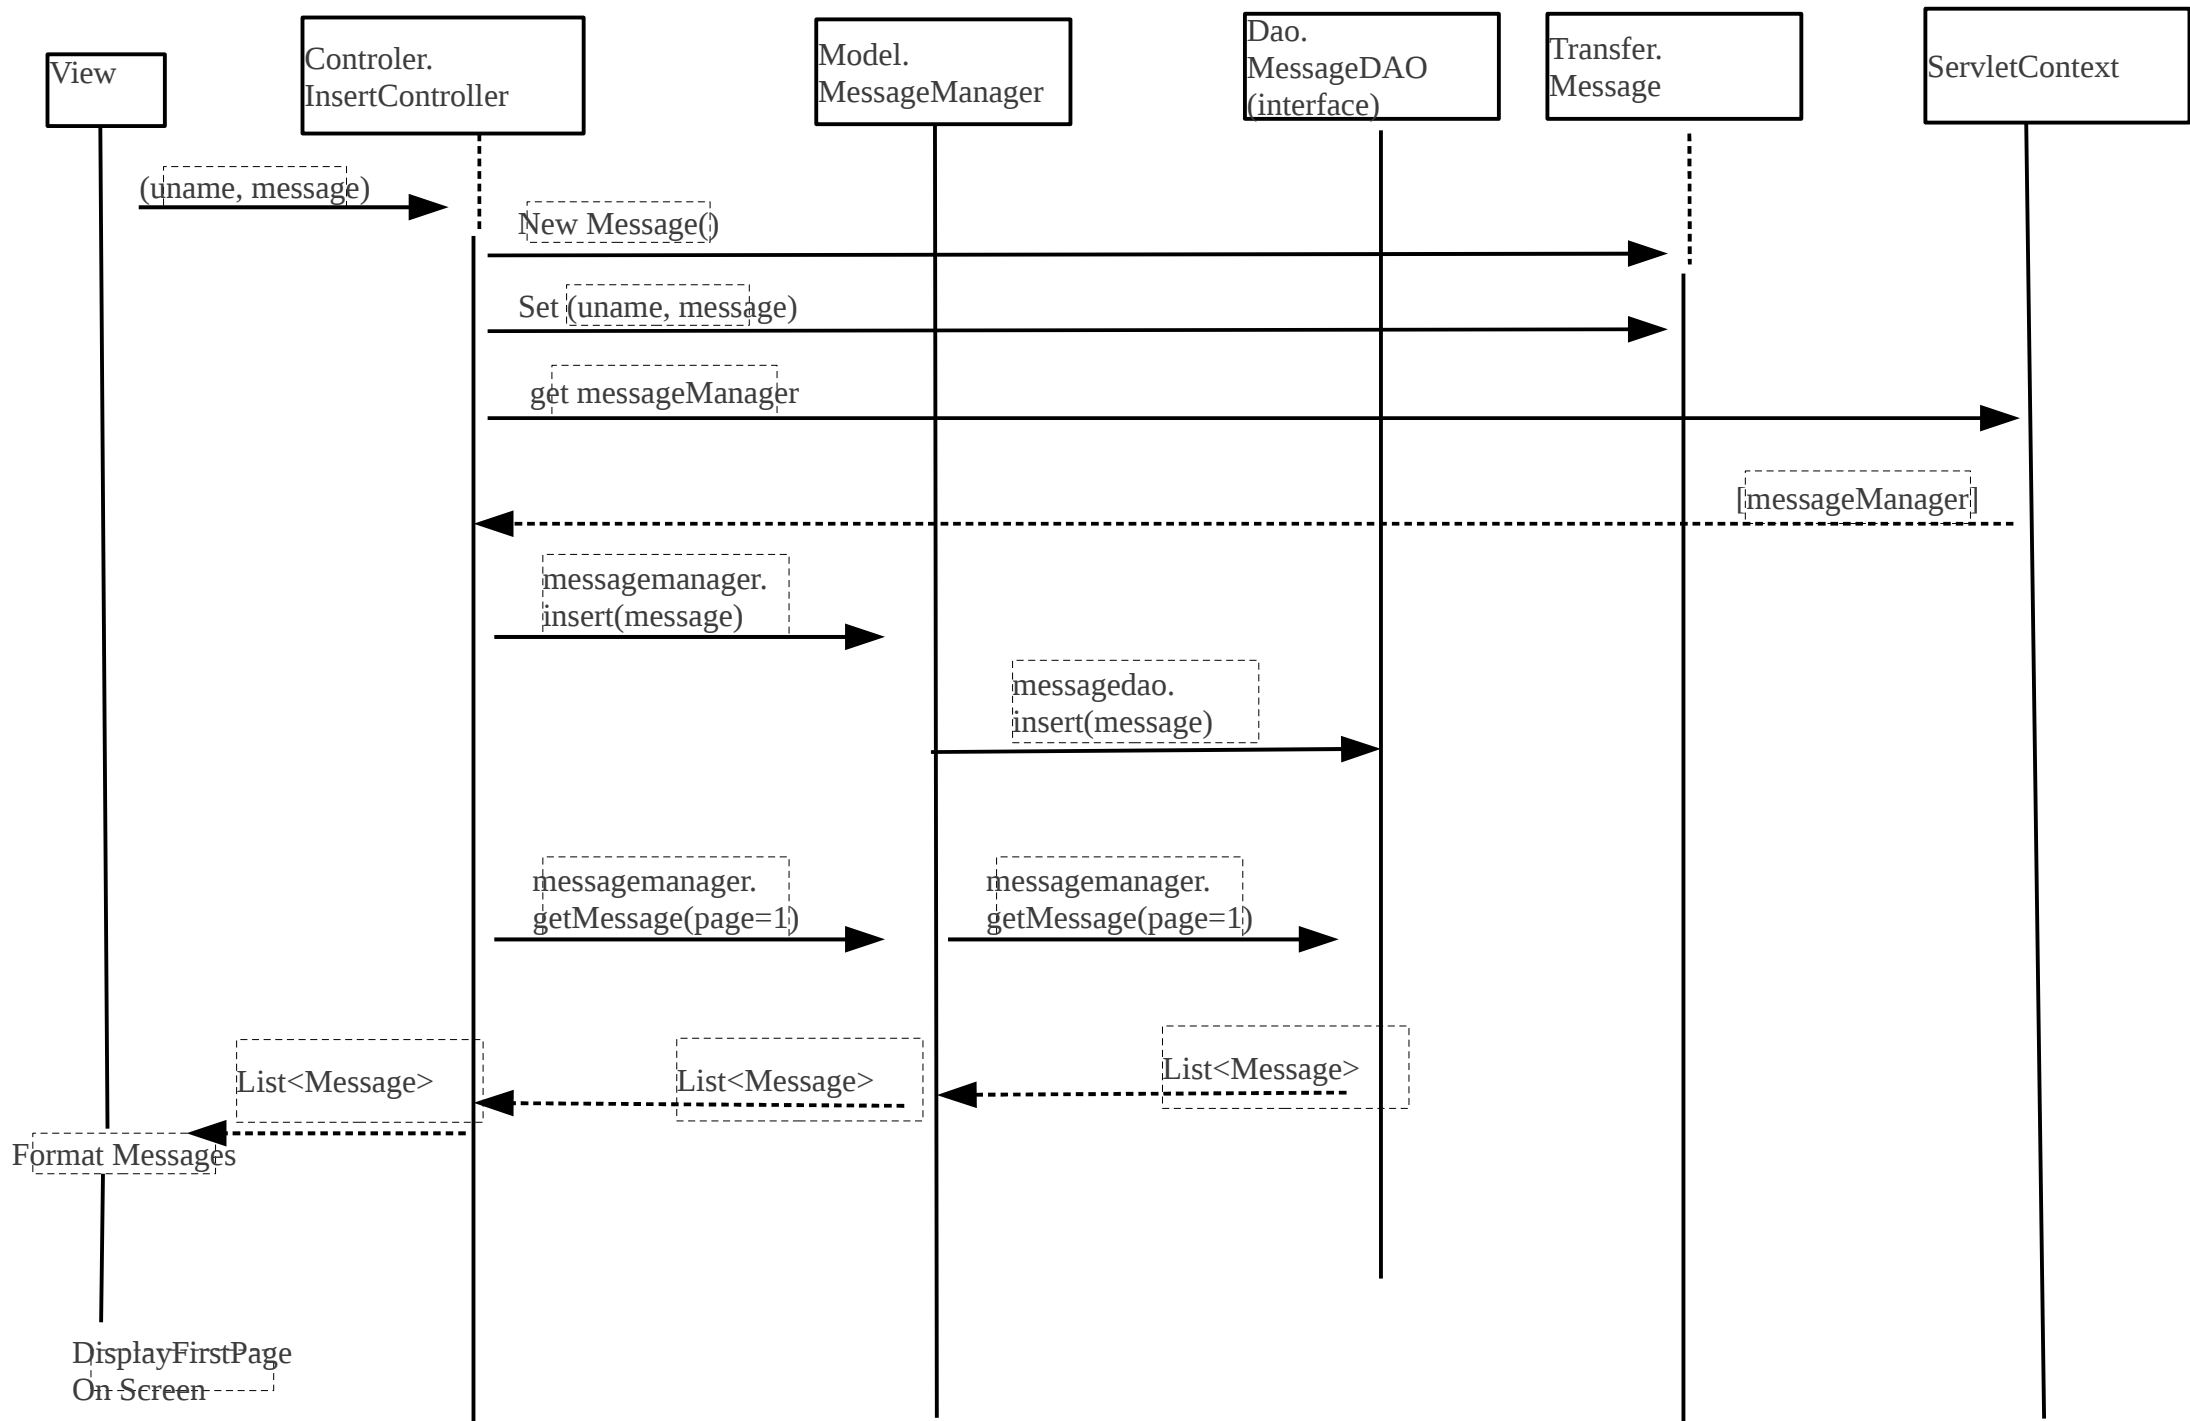 View
Controler.
InsertController
Model.
MessageManager
Dao.
MessageDAO
(interface)
Transfer.
Message
ServletContext
(uname, message)
New Message()
Set (uname, message)
get messageManager
[messageManager]
messagemanager.
insert(message)
messagedao.
insert(message)
messagemanager.
getMessage(page=1)
messagemanager.
getMessage(page=1)
List<Message>
List<Message>
List<Message>
Format Messages
DisplayFirstPage
On Screen